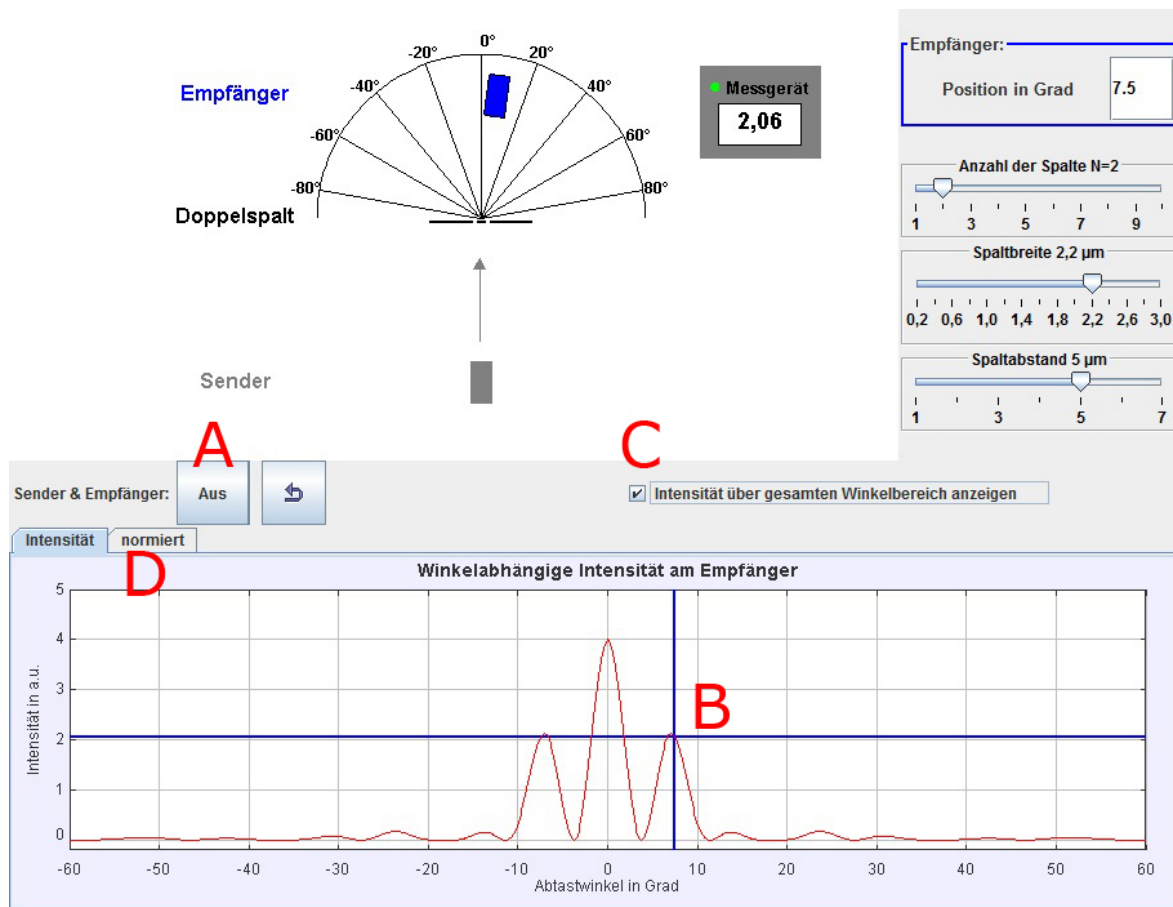 0°
-20°
20°
Empfänger
-40°
40°
-60°
60°
-80°
80°
Doppelspalt
Messgerät
2,06
Sender
Empfänger:
Position in Grad
7.5
Anzahl der Spalte N=2
1 3 5 7 9
Spaltbreite 2,2 µm
0,2 0,6 1,0 1,4 1,8 2,2 2,6 3,0
Spaltabstand 5 µm
1 3 5 7
A
C
Sender & Empfänger:
Aus
Intensität über gesamten Winkelbereich anzeigen
Intensität
normiert
D
Winkelabhängige Intensität am Empfänger
Intensität in a.u.
5
4
3
2
1
0
B
-60 -50 -40 -30 -20 -10 0 10 20 30 40 50 60
Abtastwinkel in Grad